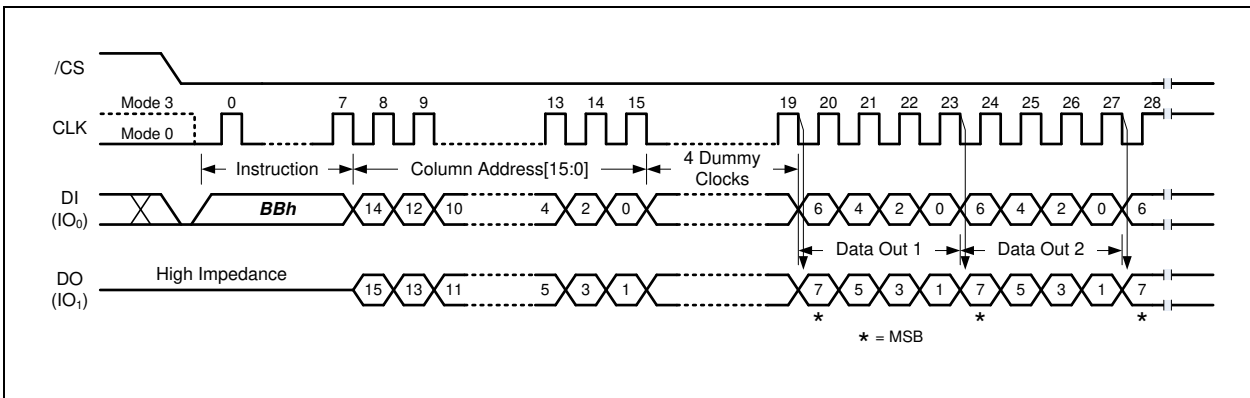 /CS
Mode 3 0 7 8 9 13 14 15 19 20 21 22 23 24 25 26 27 28
CLK
Mode 0
Instruction Column Address[15:0] 4 Dummy Clocks
DI (IO0)
BBh 14 12 10 4 2 0 6 4 2 0 6 4 2 0 6
Data Out 1 Data Out 2
High Impedance
DO (IO1)
15 13 11 5 3 1 7 5 3 1 7 5 3 1 7
* * *
* = MSB